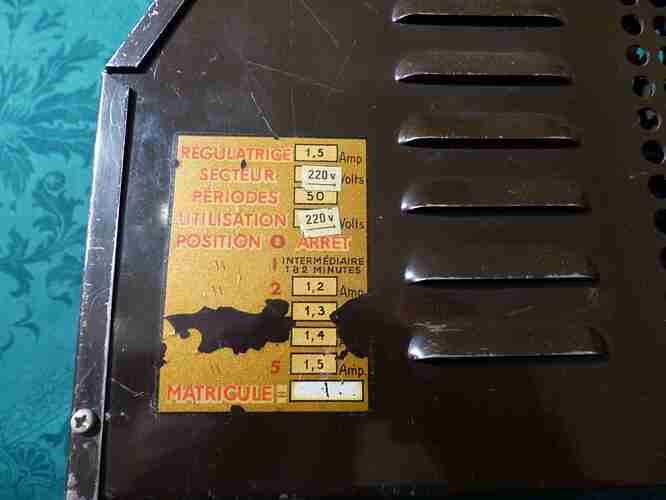 RÉGULATRICE 1,5 Amp
SECTEUR 220 v Volts
PÉRIODES 50
UTILISATION 220 v Volts
POSITION 0 ARRÊT
" 1 INTERMÉDIAIRE
1 à 2 MINUTES
" 2 1,2 Amp
1,3
1,4
" 5 1,5 Amp.
MATRICULE = 1